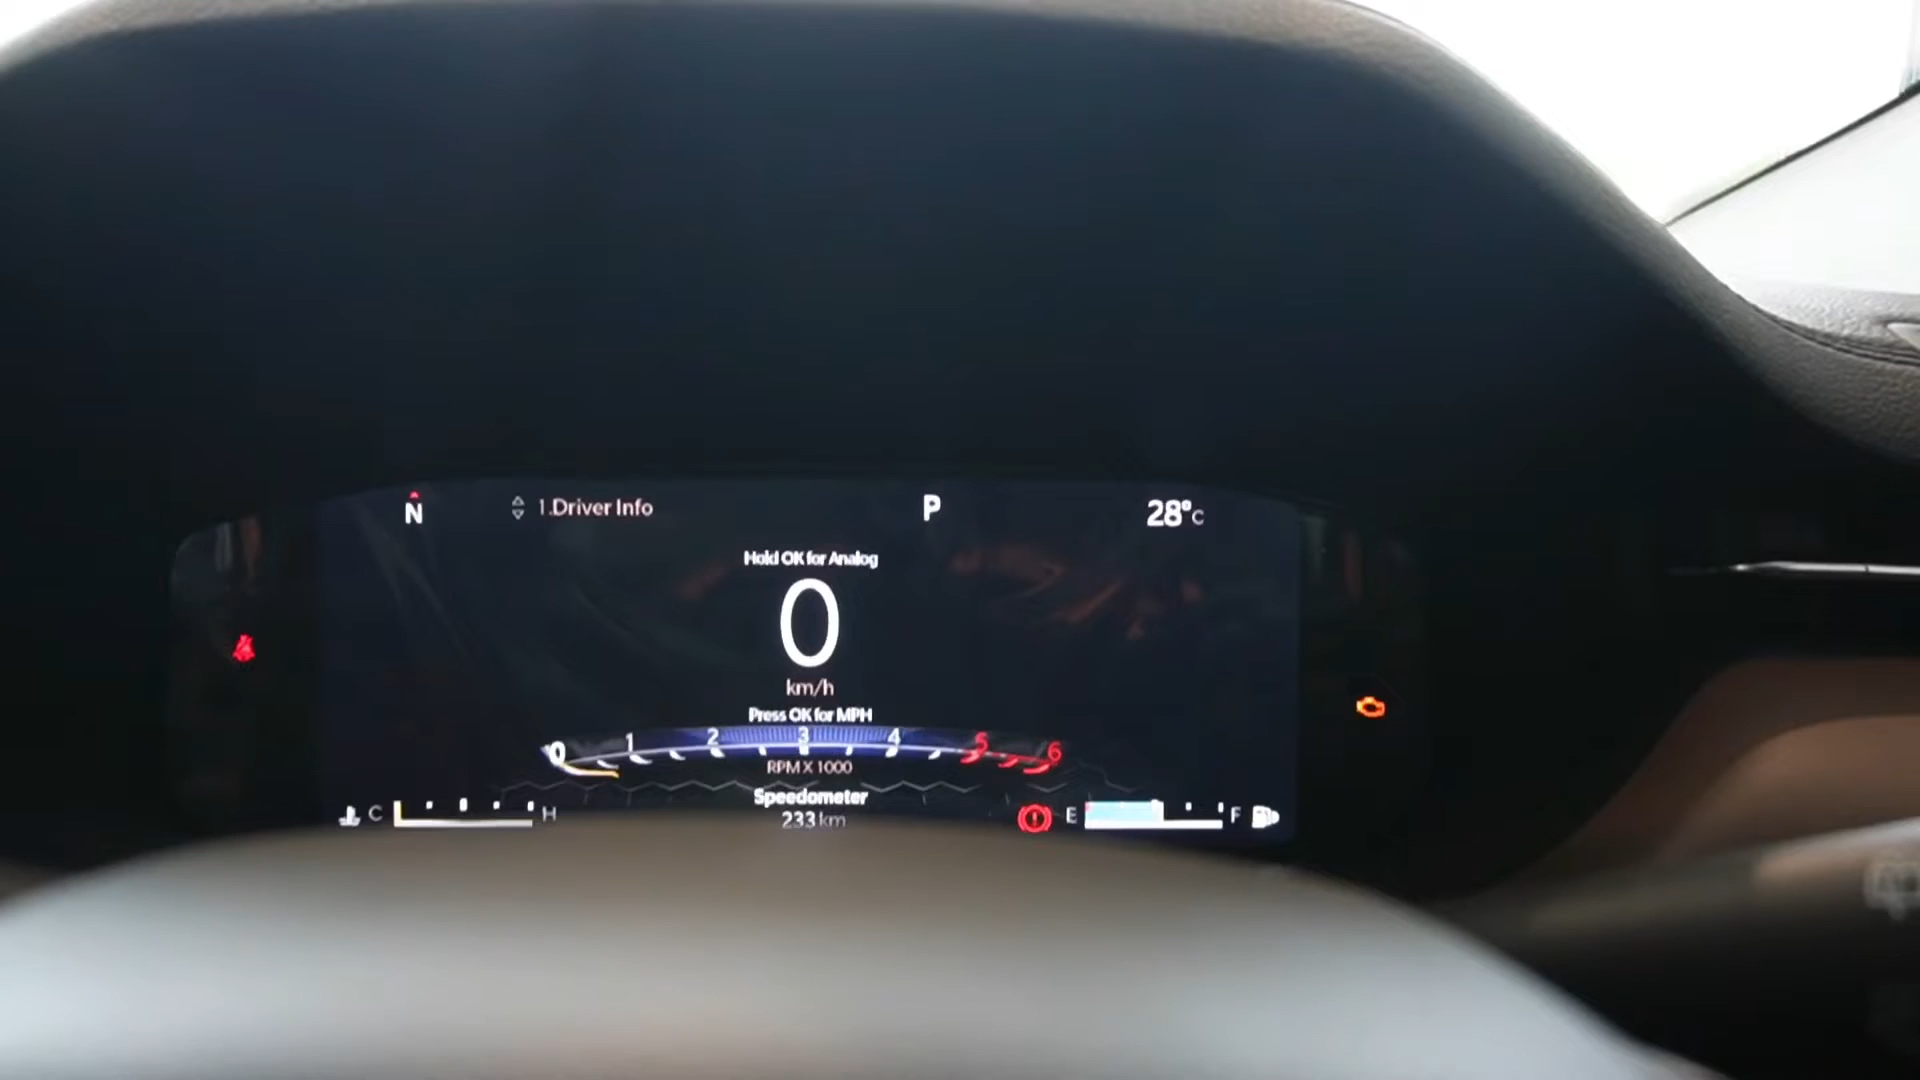 N
1.Driver Info
P
28°C
Hold OK for Analog
0
km/h
Press OK for MPH
0 1 2 3 4 5 6
RPM X 1000
C H
Speedometer
233 km
E F